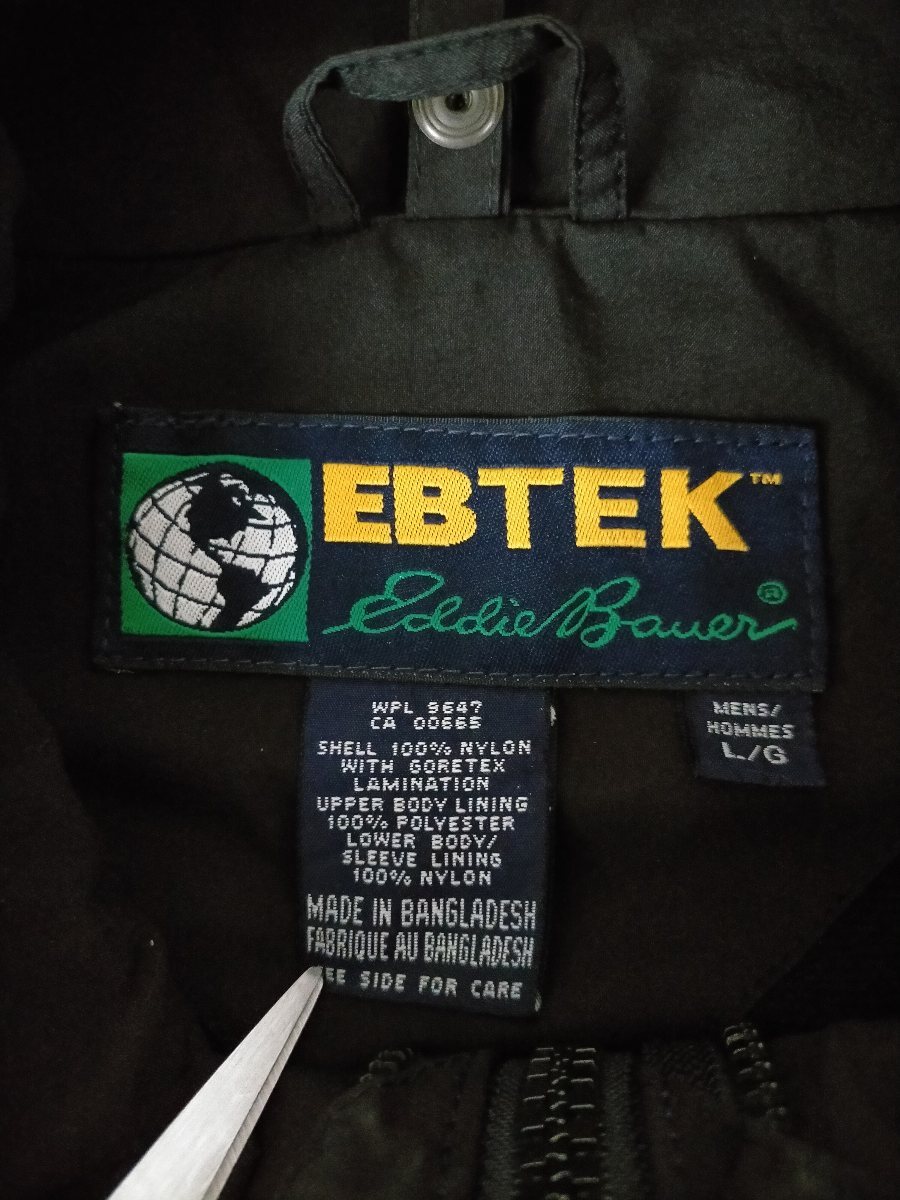 EBTEK™
Eddie Bauer®
WPL 9647
CA 00665
SHELL 100% NYLON
WITH GORETEX
LAMINATION
UPPER BODY LINING
100% POLYESTER
LOWER BODY/
SLEEVE LINING
100% NYLON
MADE IN BANGLADESH
FABRIQUE AU BANGLADESH
SIDE FOR CARE
MENS/
HOMMES
L/G